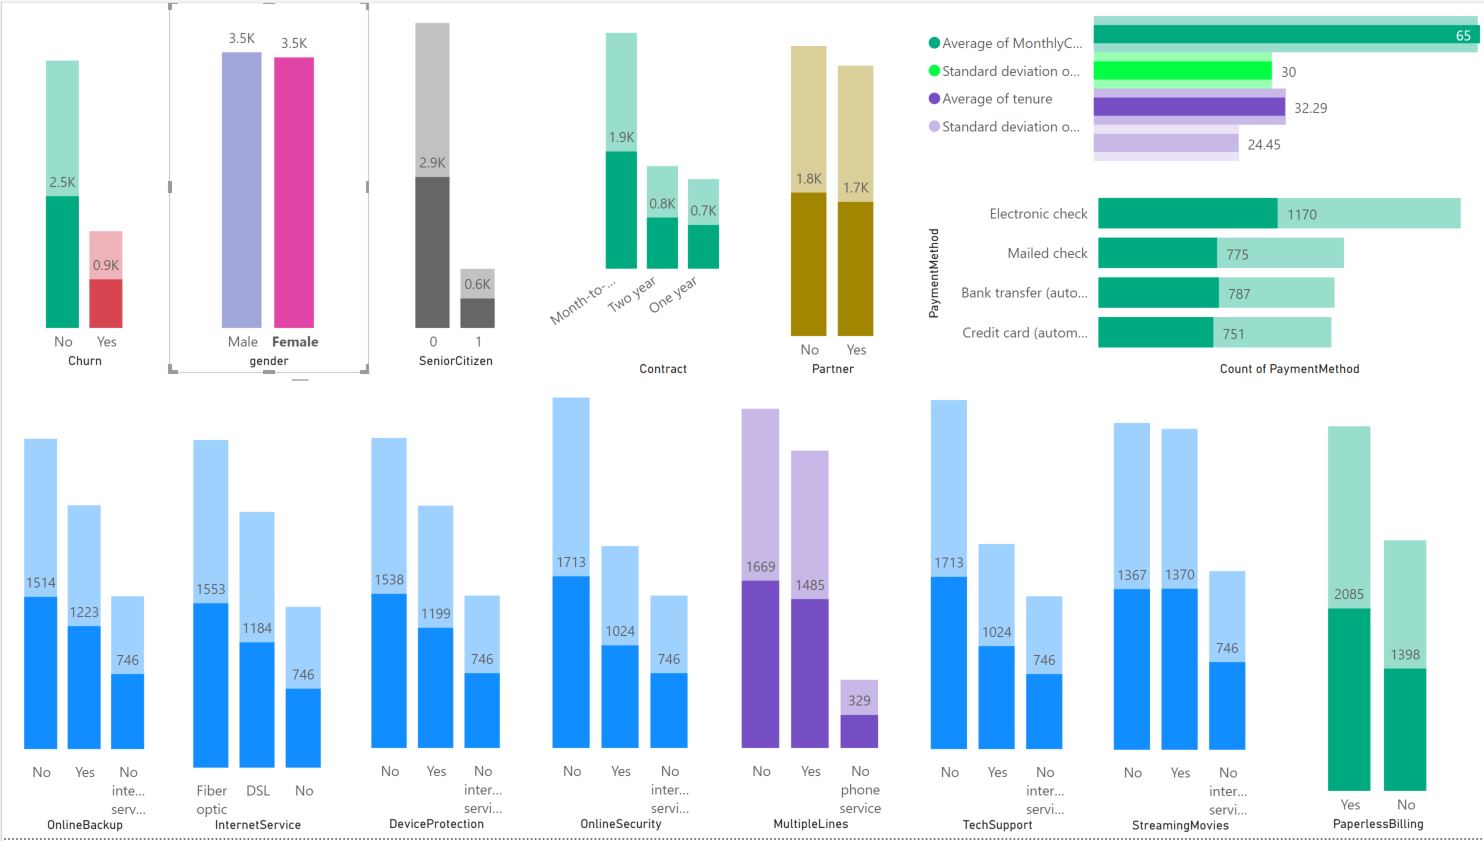 2.5K
0.9K
No Yes
Churn
3.5K 3.5K
Male Female
gender
2.9K
0.6K
0 1
SeniorCitizen
1.9K
0.8K 0.7K
Month-to-... Two year One year
Contract
1.8K 1.7K
No Yes
Partner
Average of MonthlyC... 65
Standard deviation o... 30
Average of tenure 32.29
Standard deviation o... 24.45
PaymentMethod
Electronic check 1170
Mailed check 775
Bank transfer (auto... 787
Credit card (autom... 751
Count of PaymentMethod
1514
1223
746
No Yes No
inte...
serv...
OnlineBackup
1553
1184
746
Fiber DSL No
optic
InternetService
1538
1199
746
No Yes No
inter...
servi...
DeviceProtection
1713
1024
746
No Yes No
inter...
servi...
OnlineSecurity
1669
1485
329
No Yes No
phone
service
MultipleLines
1713
1024
746
No Yes No
inter...
servi...
TechSupport
1367 1370
746
No Yes No
inter...
servi...
StreamingMovies
2085
1398
Yes No
PaperlessBilling